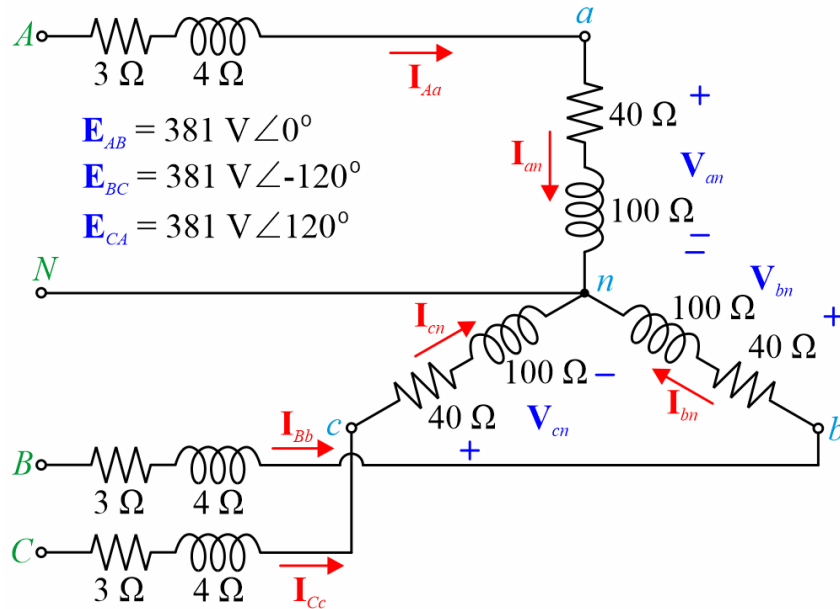 a
A
3 Ω
4 Ω
I_Aa
+
40 Ω
E_AB = 381 V∠0°
I_an
V_an
E_BC = 381 V∠-120°
100 Ω
E_CA = 381 V∠120°
−
N
n
V_bn
100 Ω
+
I_cn
40 Ω
100 Ω
−
40 Ω
V_cn
I_bn
c
b
I_Bb
+
B
3 Ω
4 Ω
C
3 Ω
4 Ω
I_Cc